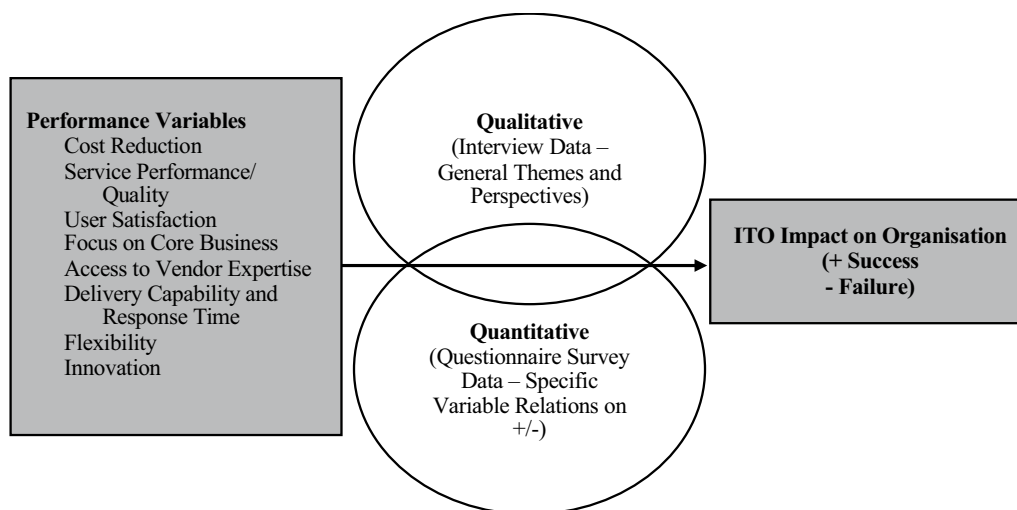 Performance Variables
Cost Reduction
Service Performance/
Quality
User Satisfaction
Focus on Core Business
Access to Vendor Expertise
Delivery Capability and
Response Time
Flexibility
Innovation
Qualitative
(Interview Data –
General Themes and
Perspectives)
Quantitative
(Questionnaire Survey
Data – Specific
Variable Relations on
+/-)
ITO Impact on Organisation
(+ Success
- Failure)